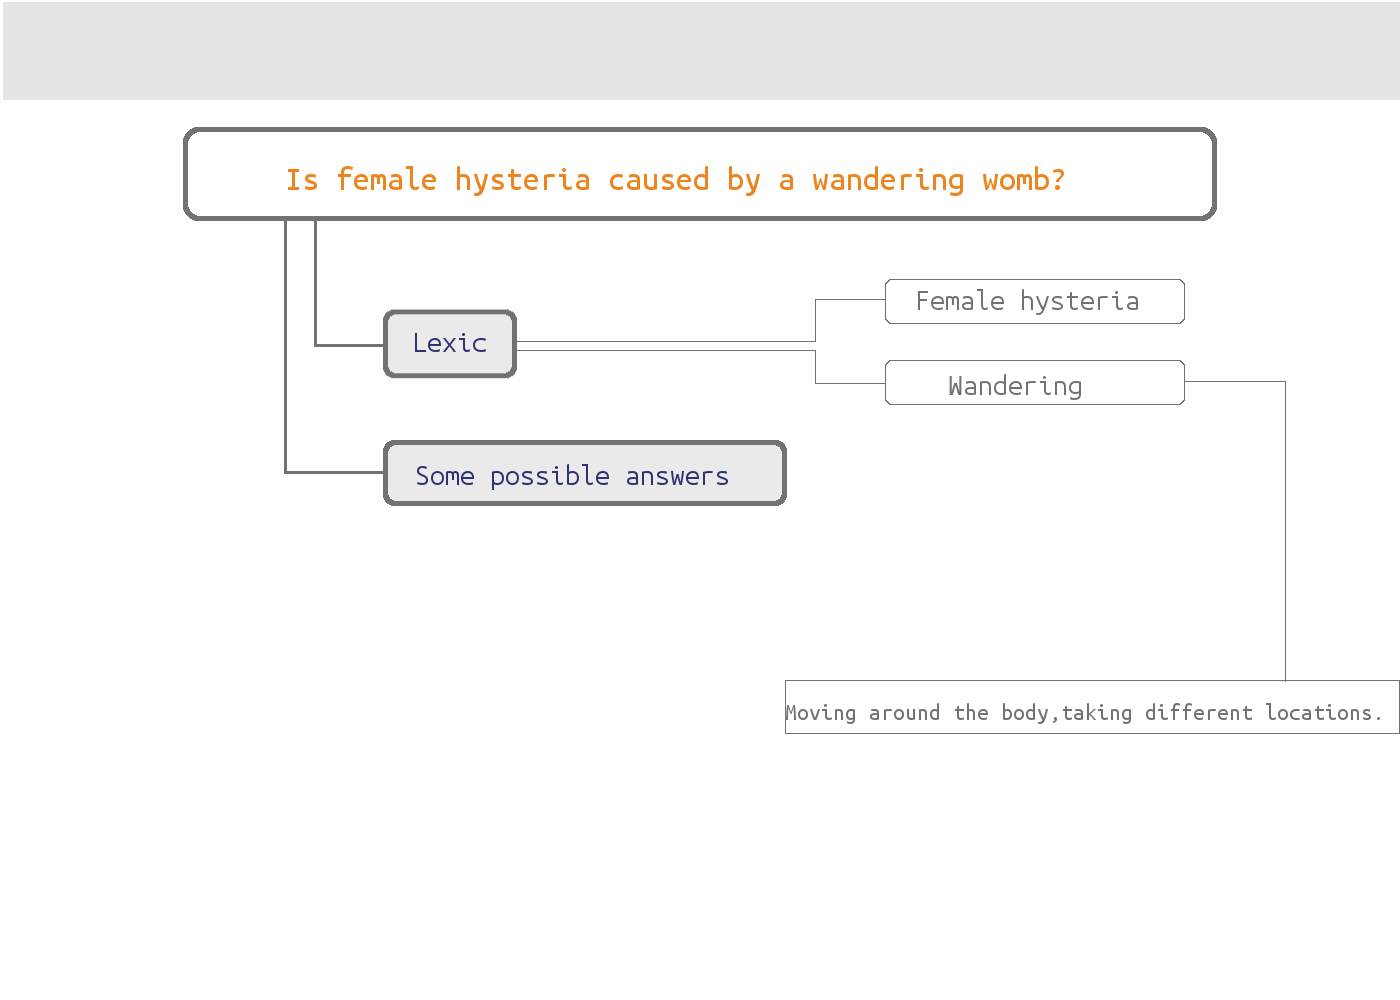 Is female hysteria caused by a wandering womb?
Female hysteria
Lexic
Wandering
Some possible answers
Moving around the body,taking different locations.